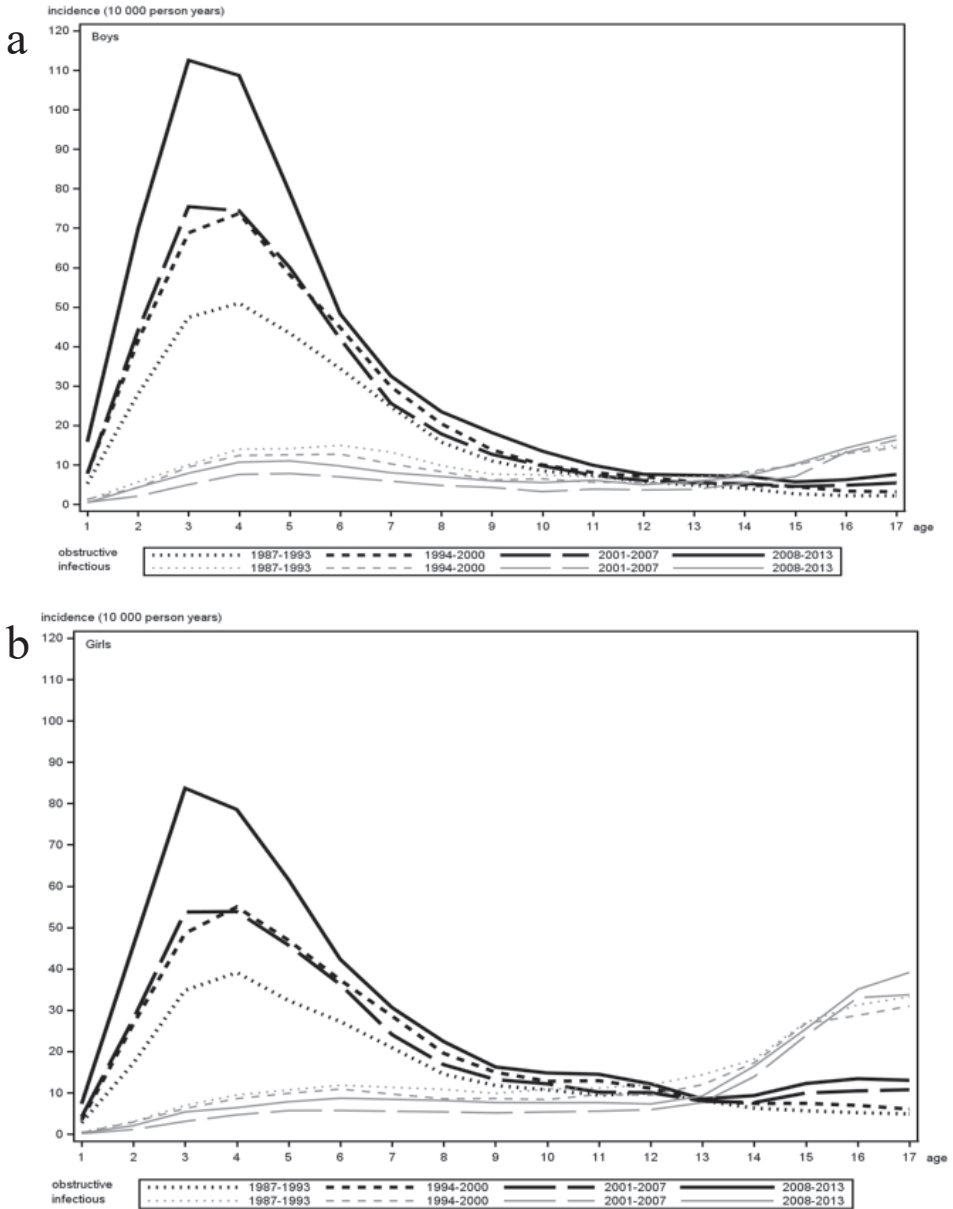 incidence (10 000 person years)
a
Boys
120
110
100
90
80
70
60
50
40
30
20
10
0
1 2 3 4 5 6 7 8 9 10 11 12 13 14 15 16 17 age
obstructive 1987-1993 1994-2000 2001-2007 2008-2013
infectious 1987-1993 1994-2000 2001-2007 2008-2013
incidence (10 000 person years)
b
Girls
120
110
100
90
80
70
60
50
40
30
20
10
0
1 2 3 4 5 6 7 8 9 10 11 12 13 14 15 16 17 age
obstructive 1987-1993 1994-2000 2001-2007 2008-2013
infectious 1987-1993 1994-2000 2001-2007 2008-2013